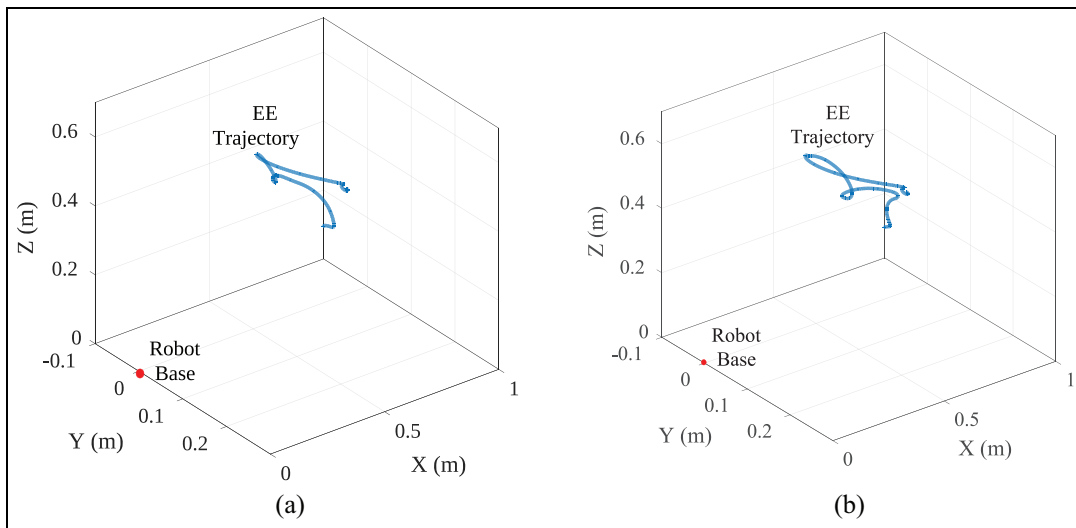 EE
Trajectory
0.6
0.4
0.2
0
Z (m)
-0.1
0
0.1
0.2
Y (m)
Robot
Base
0
0.5
1
X (m)
(a)
EE
Trajectory
0.6
0.4
0.2
0
Z (m)
-0.1
0
0.1
0.2
Y (m)
Robot
Base
0
0.5
1
X (m)
(b)